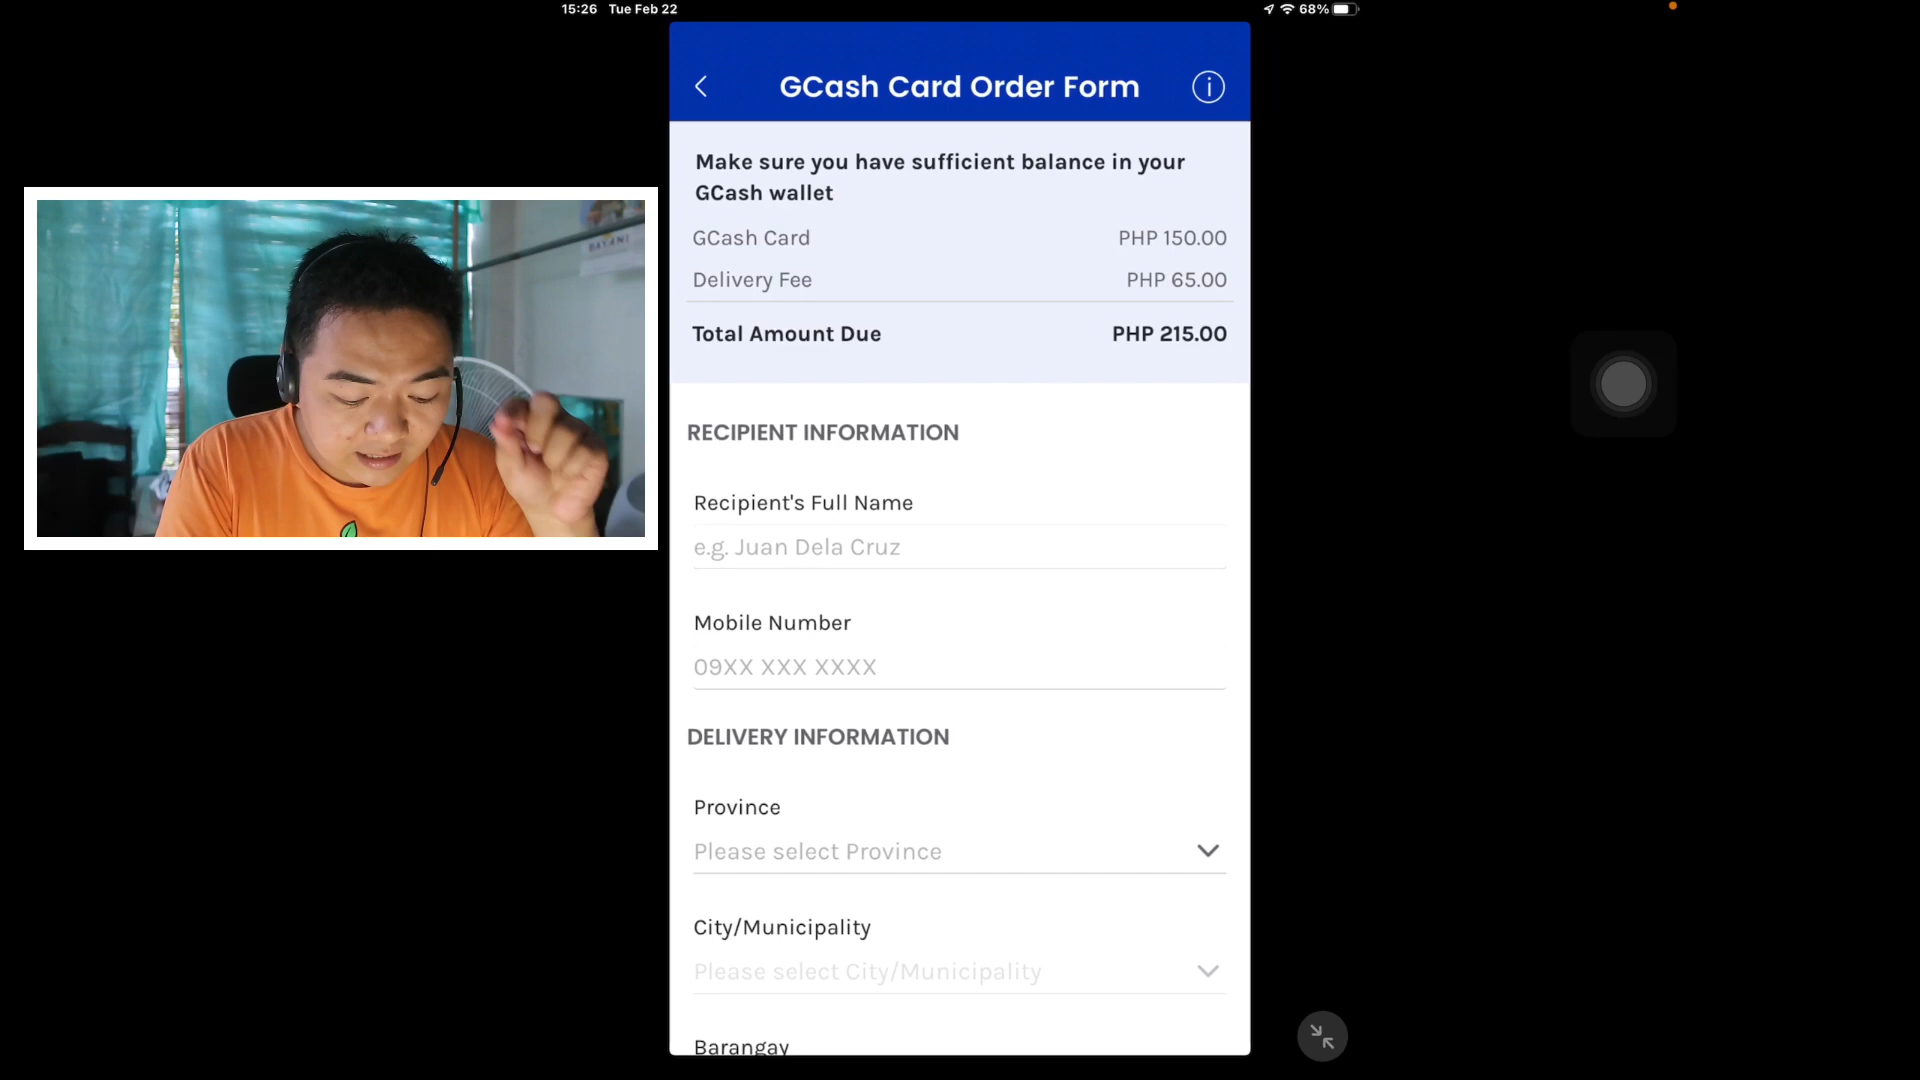 15:26 Tue Feb 22
68%
GCash Card Order Form
Make sure you have sufficient balance in your
GCash wallet
GCash Card PHP 150.00
Delivery Fee PHP 65.00
Total Amount Due PHP 215.00
RECIPIENT INFORMATION
Recipient's Full Name
e.g. Juan Dela Cruz
Mobile Number
09XX XXX XXXX
DELIVERY INFORMATION
Province
Please select Province
City/Municipality
Please select City/Municipality
Barangay